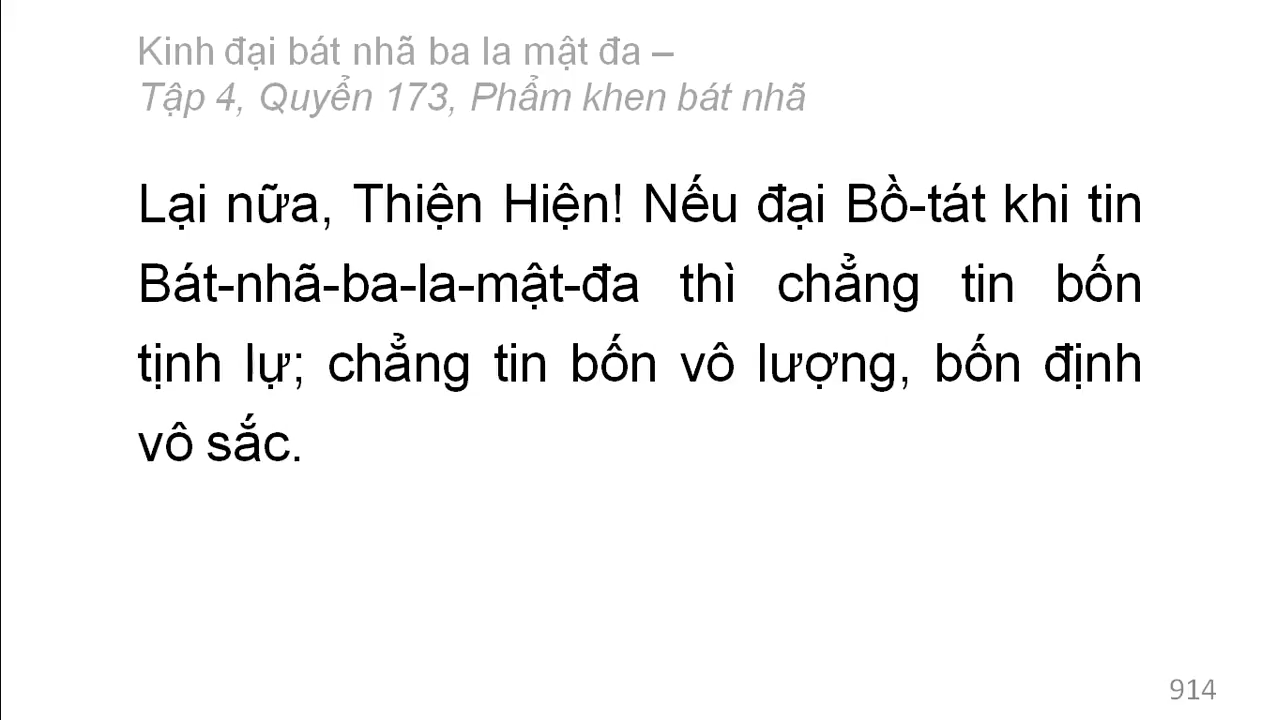 Kinh đại bát nhã ba la mật đa –
Tập 4, Quyển 173, Phẩm khen bát nhã
Lại nữa, Thiện Hiện! Nếu đại Bồ-tát khi tin
Bát-nhã-ba-la-mật-đa thì chẳng tin bốn
tịnh lự; chẳng tin bốn vô lượng, bốn định
vô sắc.
914